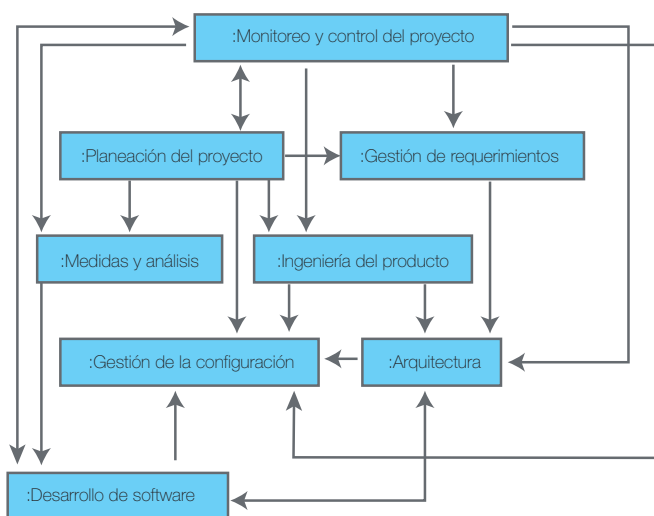 :Monitoreo y control del proyecto
:Planeación del proyecto
:Gestión de requerimientos
:Medidas y análisis
:Ingeniería del producto
:Gestión de la configuración
:Arquitectura
:Desarrollo de software